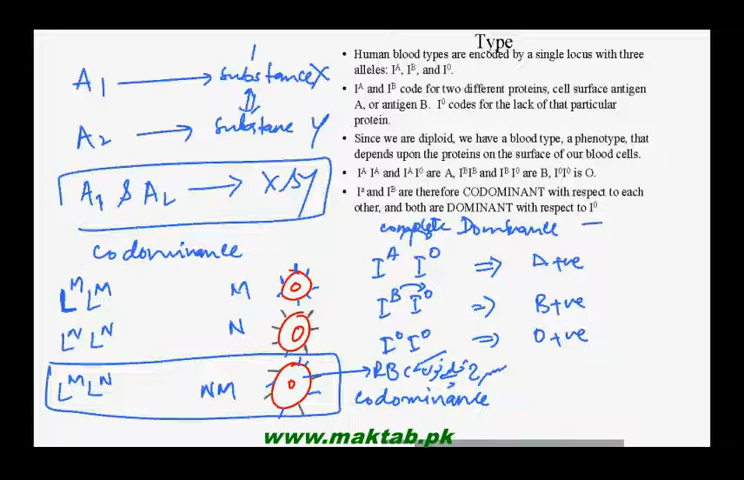 Type
• Human blood types are encoded by a single locus with three
alleles: Iᴬ, Iᴮ, and I⁰.
• Iᴬ and Iᴮ code for two different proteins, cell surface antigen
A, or antigen B. I⁰ codes for the lack of that particular
protein.
• Since we are diploid, we have a blood type, a phenotype, that
depends upon the proteins on the surface of our blood cells.
• Iᴬ Iᴬ and Iᴬ I⁰ are A, IᴮIᴮ and Iᴮ I⁰ are B, I⁰I⁰ is O.
• Iᵃ and Iᴮ are therefore CODOMINANT with respect to each
other, and both are DOMINANT with respect to I⁰
A₁ → substance X
A₂ → substane Y
A₁ & A₂ → X & Y
codominance
Lᴹ Lᴹ M
Lᴺ Lᴺ N
Lᴹ Lᴺ NM
complete Dominance
Iᴬ I⁰ ⇒ A+ve
Iᴮ I⁰ ⇒ B+ve
I⁰ I⁰ ⇒ O+ve
RBC
codominance
www.maktab.pk